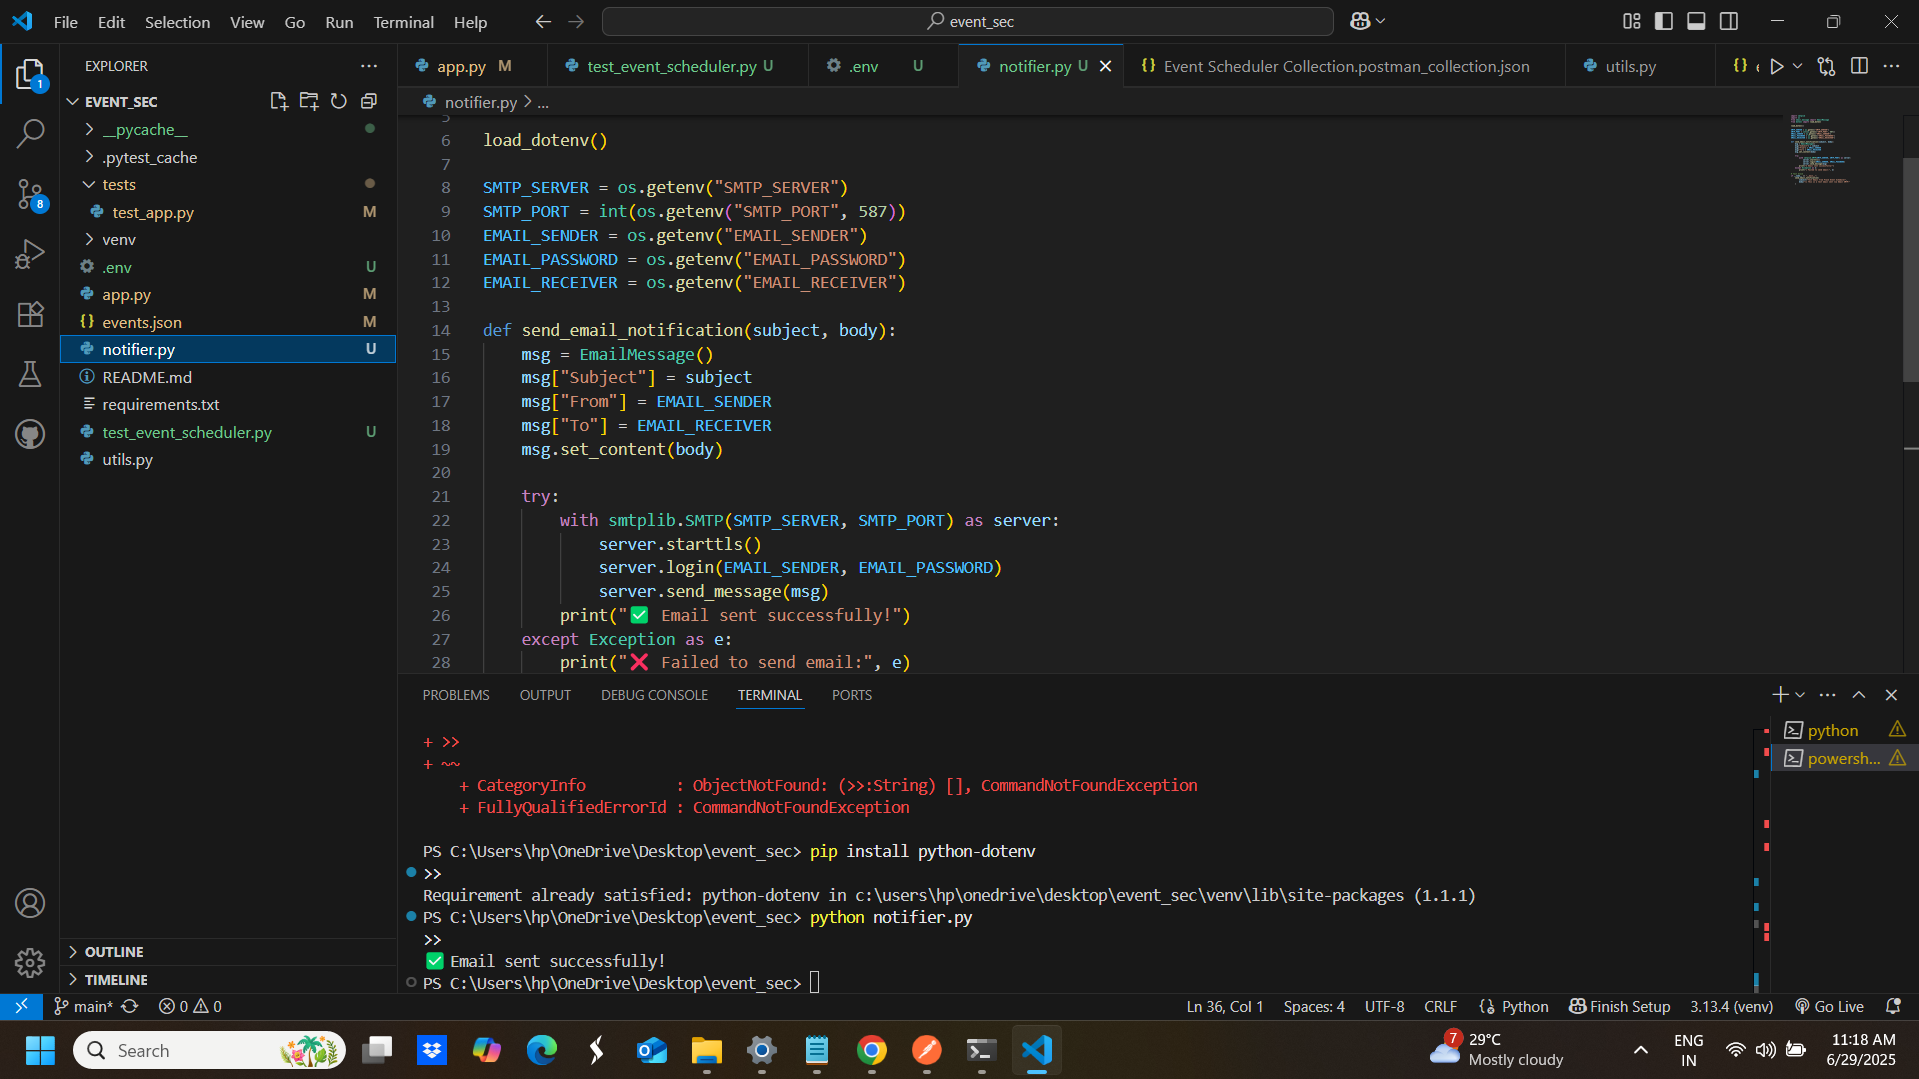 File Edit Selection View Go Run Terminal Help
event_sec
EXPLORER
EVENT_SEC
__pycache__
.pytest_cache
tests
test_app.py M
venv
.env U
app.py M
events.json M
notifier.py U
README.md
requirements.txt
test_event_scheduler.py U
utils.py
OUTLINE
TIMELINE
1
8
app.py M
test_event_scheduler.py U
.env U
notifier.py U
Event Scheduler Collection.postman_collection.json
utils.py
notifier.py > ...
5
6 load_dotenv()
7
8 SMTP_SERVER = os.getenv("SMTP_SERVER")
9 SMTP_PORT = int(os.getenv("SMTP_PORT", 587))
10 EMAIL_SENDER = os.getenv("EMAIL_SENDER")
11 EMAIL_PASSWORD = os.getenv("EMAIL_PASSWORD")
12 EMAIL_RECEIVER = os.getenv("EMAIL_RECEIVER")
13
14 def send_email_notification(subject, body):
15 msg = EmailMessage()
16 msg["Subject"] = subject
17 msg["From"] = EMAIL_SENDER
18 msg["To"] = EMAIL_RECEIVER
19 msg.set_content(body)
20
21 try:
22 with smtplib.SMTP(SMTP_SERVER, SMTP_PORT) as server:
23 server.starttls()
24 server.login(EMAIL_SENDER, EMAIL_PASSWORD)
25 server.send_message(msg)
26 print("✅ Email sent successfully!")
27 except Exception as e:
28 print("❌ Failed to send email:", e)
PROBLEMS OUTPUT DEBUG CONSOLE TERMINAL PORTS
+ >>
+ ~~
+ CategoryInfo : ObjectNotFound: (>>:String) [], CommandNotFoundException
+ FullyQualifiedErrorId : CommandNotFoundException
PS C:\Users\hp\OneDrive\Desktop\event_sec> pip install python-dotenv
>>
Requirement already satisfied: python-dotenv in c:\users\hp\onedrive\desktop\event_sec\venv\lib\site-packages (1.1.1)
PS C:\Users\hp\OneDrive\Desktop\event_sec> python notifier.py
>>
✅ Email sent successfully!
PS C:\Users\hp\OneDrive\Desktop\event_sec>
python
powersh...
main* 0 0
Ln 36, Col 1 Spaces: 4 UTF-8 CRLF {} Python Finish Setup 3.13.4 (venv) Go Live
Search
7
29°C
Mostly cloudy
ENG
IN
11:18 AM
6/29/2025